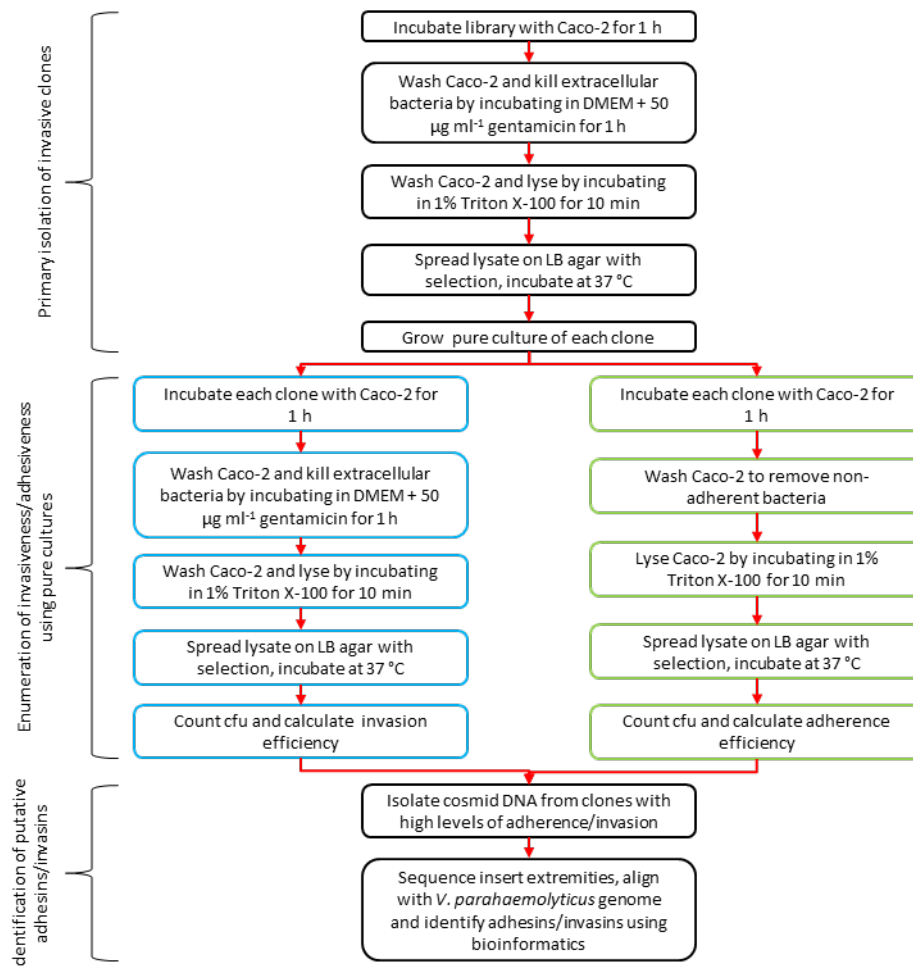 Primary isolation of invasive clones
Incubate library with Caco-2 for 1 h
Wash Caco-2 and kill extracellular
bacteria by incubating in DMEM + 50
µg ml⁻¹ gentamicin for 1 h
Wash Caco-2 and lyse by incubating
in 1% Triton X-100 for 10 min
Spread lysate on LB agar with
selection, incubate at 37 °C
Grow pure culture of each clone
Enumeration of invasiveness/adhesiveness
using pure cultures
Incubate each clone with Caco-2 for
1 h
Wash Caco-2 and kill extracellular
bacteria by incubating in DMEM + 50
µg ml⁻¹ gentamicin for 1 h
Wash Caco-2 and lyse by incubating
in 1% Triton X-100 for 10 min
Spread lysate on LB agar with
selection, incubate at 37 °C
Count cfu and calculate invasion
efficiency
Incubate each clone with Caco-2 for
1 h
Wash Caco-2 to remove non-
adherent bacteria
Lyse Caco-2 by incubating in 1%
Triton X-100 for 10 min
Spread lysate on LB agar with
selection, incubate at 37 °C
Count cfu and calculate adherence
efficiency
dentification of putative
adhesins/invasins
Isolate cosmid DNA from clones with
high levels of adherence/invasion
Sequence insert extremities, align
with V. parahaemolyticus genome
and identify adhesins/invasins using
bioinformatics